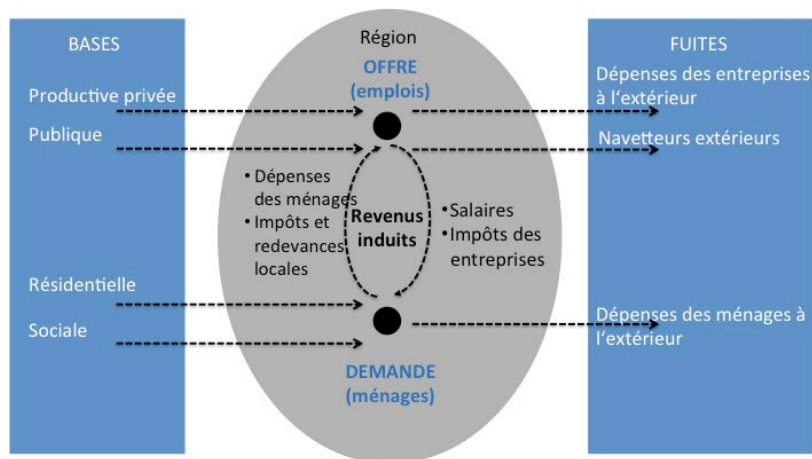 BASES
Productive privée
Publique
Résidentielle
Sociale
Région
OFFRE
(emplois)
• Dépenses
des ménages
• Impôts et
redevances
locales
Revenus
induits
• Salaires
• Impôts des
entreprises
DEMANDE
(ménages)
FUITES
Dépenses des entreprises
à l'extérieur
Navetteurs extérieurs
Dépenses des ménages à
l'extérieur